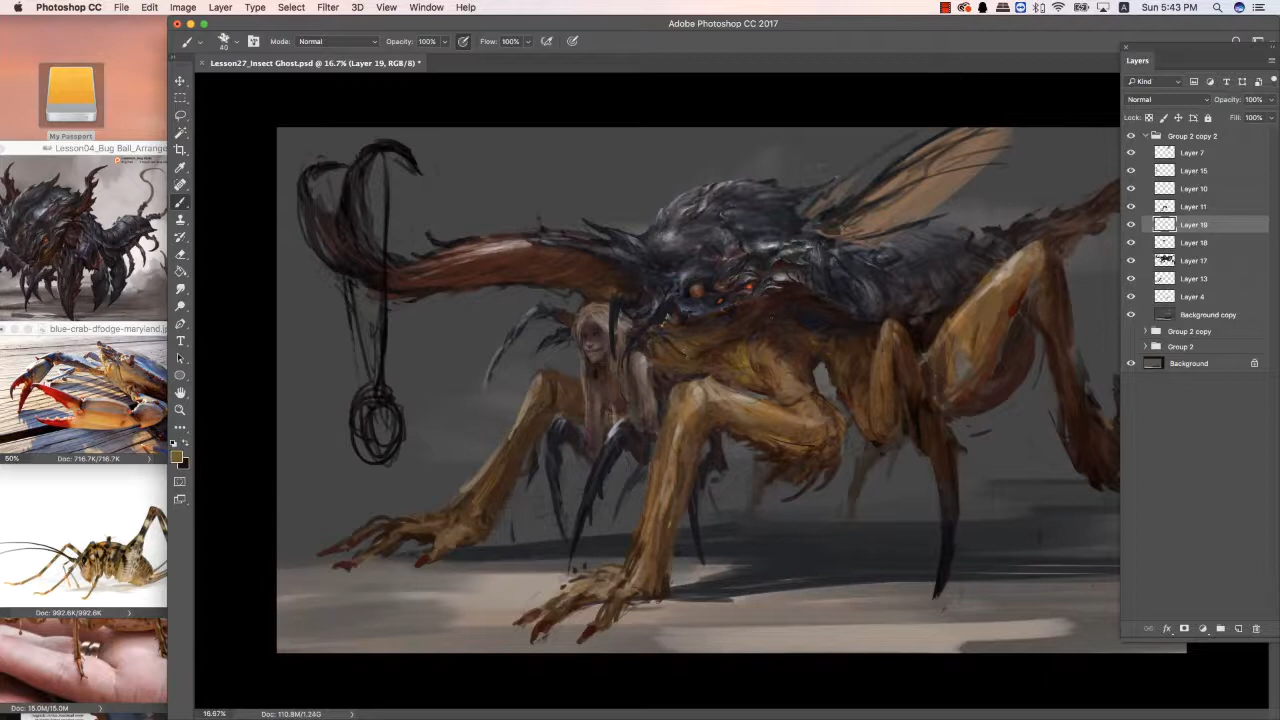 Photoshop CC File Edit Image Layer Type Select Filter 3D View Window Help
A Sun 5:43 PM
Adobe Photoshop CC 2017
40 Mode: Normal Opacity: 100% Flow: 100%
Lesson27_Insect Ghost.psd @ 16.7% (Layer 19, RGB/8) *
My Passport
Lesson04_Bug Ball_Arrange
blue-crab-dfodge-maryland.j
50% Doc: 716.7K/716.7K
Doc: 992.6K/992.6K
Doc: 15.0M/15.0M
16.67% Doc: 110.8M/1.24G
Layers
Kind
Normal Opacity: 100%
Lock: Fill: 100%
Group 2 copy 2
Layer 7
Layer 15
Layer 10
Layer 11
Layer 19
Layer 18
Layer 17
Layer 13
Layer 4
Background copy
Group 2 copy
Group 2
Background